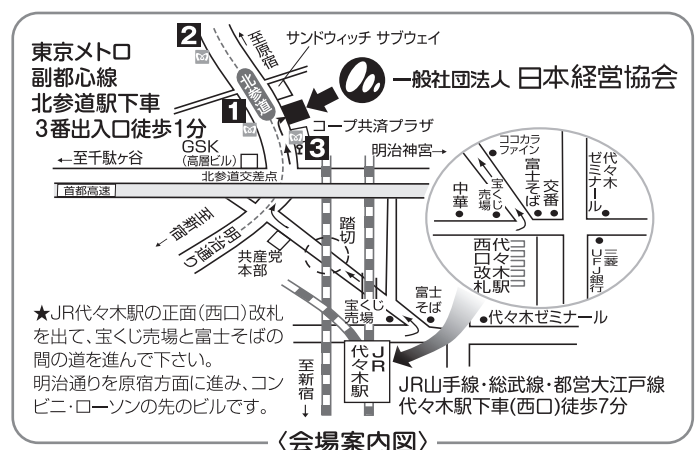 東京メトロ
副都心線
北参道駅下車
3番出入口徒歩1分
2
至原宿
サンドウィッチ サブウェイ
北参道
一般社団法人 日本経営協会
1
コープ共済プラザ
3
GSK
(高層ビル)
←至千駄ヶ谷
明治神宮→
北参道交差点
首都高速
至新宿
明治通り
共産党
本部
踏切
ココカラ
ファイン
代々木
ゼミナール
富士そば
交番
宝くじ
売場
中華
代々木駅
西口改札
三菱
UFJ銀行
宝くじ
売場
富士
そば
代々木ゼミナール
★JR代々木駅の正面(西口)改札
を出て、宝くじ売場と富士そばの
間の道を進んで下さい。
明治通りを原宿方面に進み、コン
ビニ・ローソンの先のビルです。
至新宿→
JR
代々木駅
JR山手線・総武線・都営大江戸線
代々木駅下車(西口)徒歩7分
〈会場案内図〉